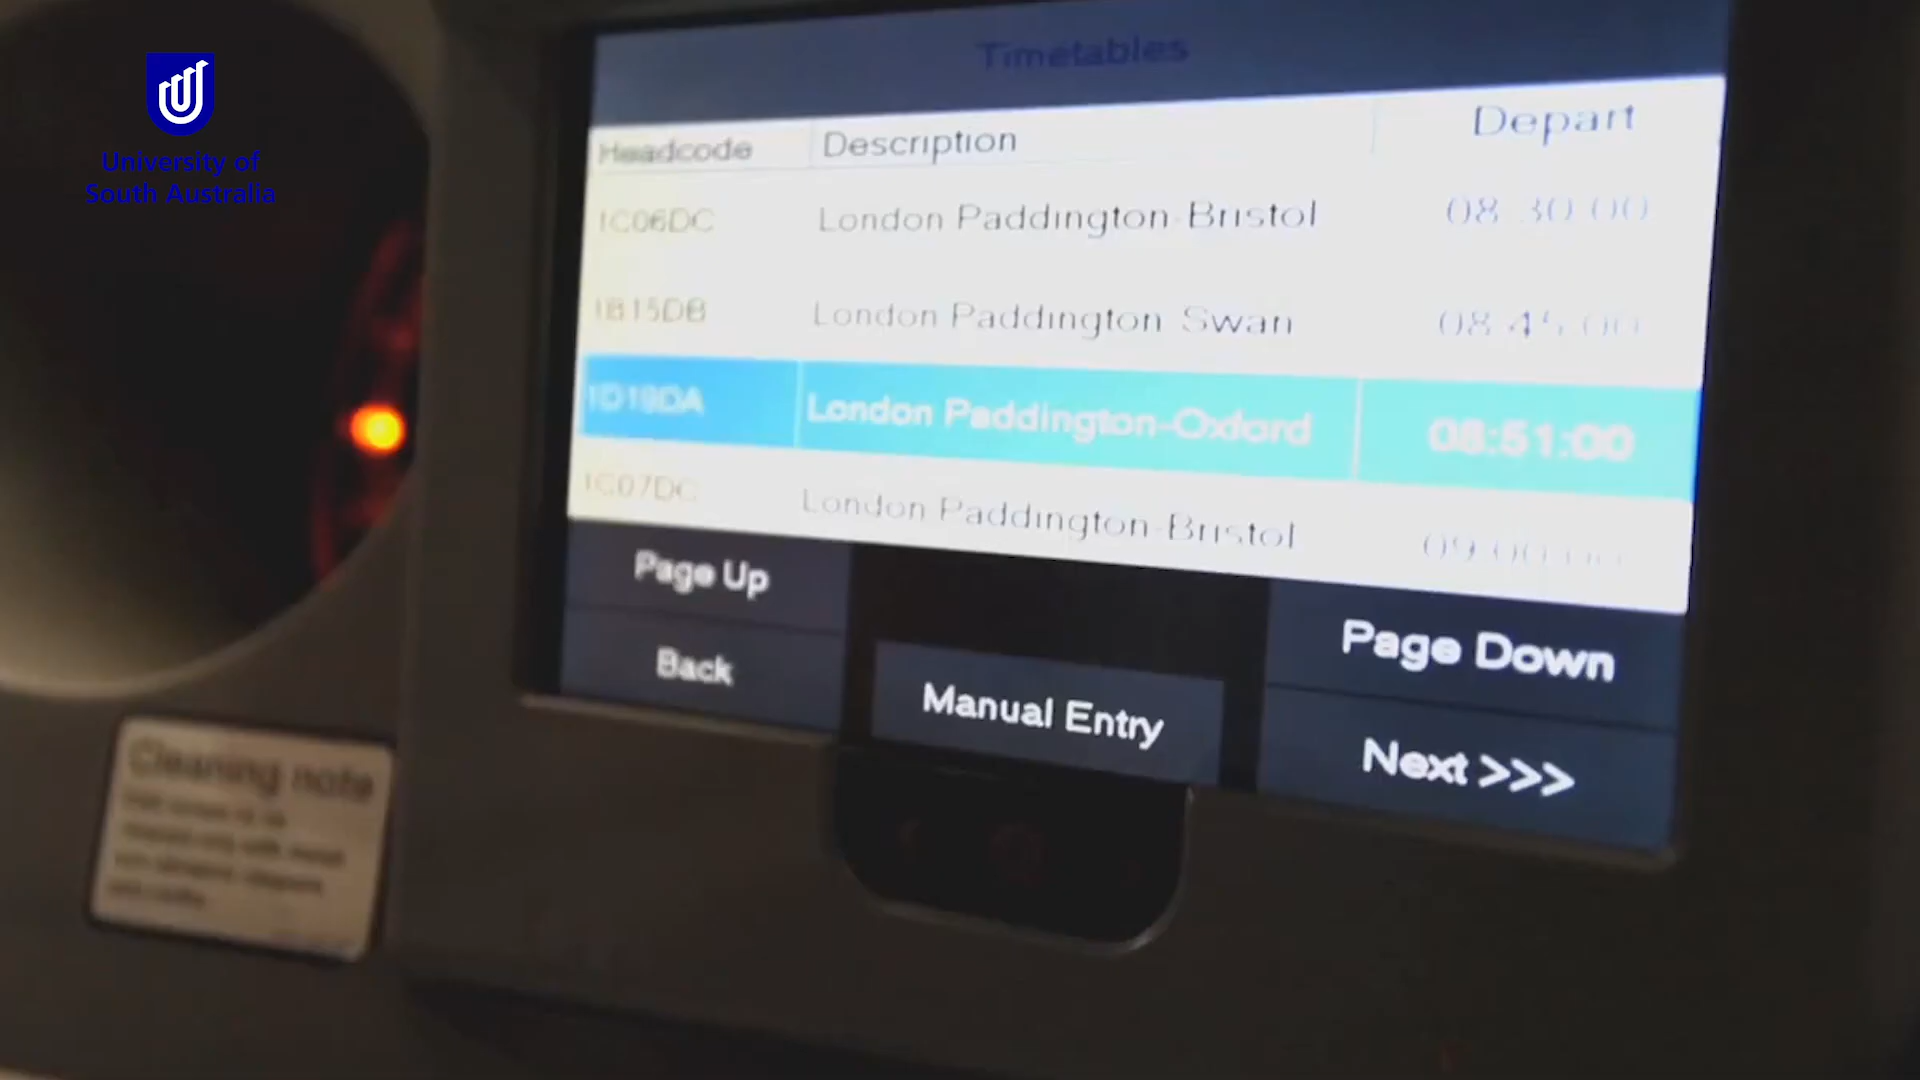 University of
South Australia
Timetables
Headcode Description Depart
1C06DC London Paddington-Bristol 08:30:00
1B15DB London Paddington-Swan 08:45:00
1D19DA London Paddington-Oxford 08:51:00
1C07DC London Paddington-Bristol 09:00:00
Page Up Page Down
Back Manual Entry Next >>>
Cleaning note